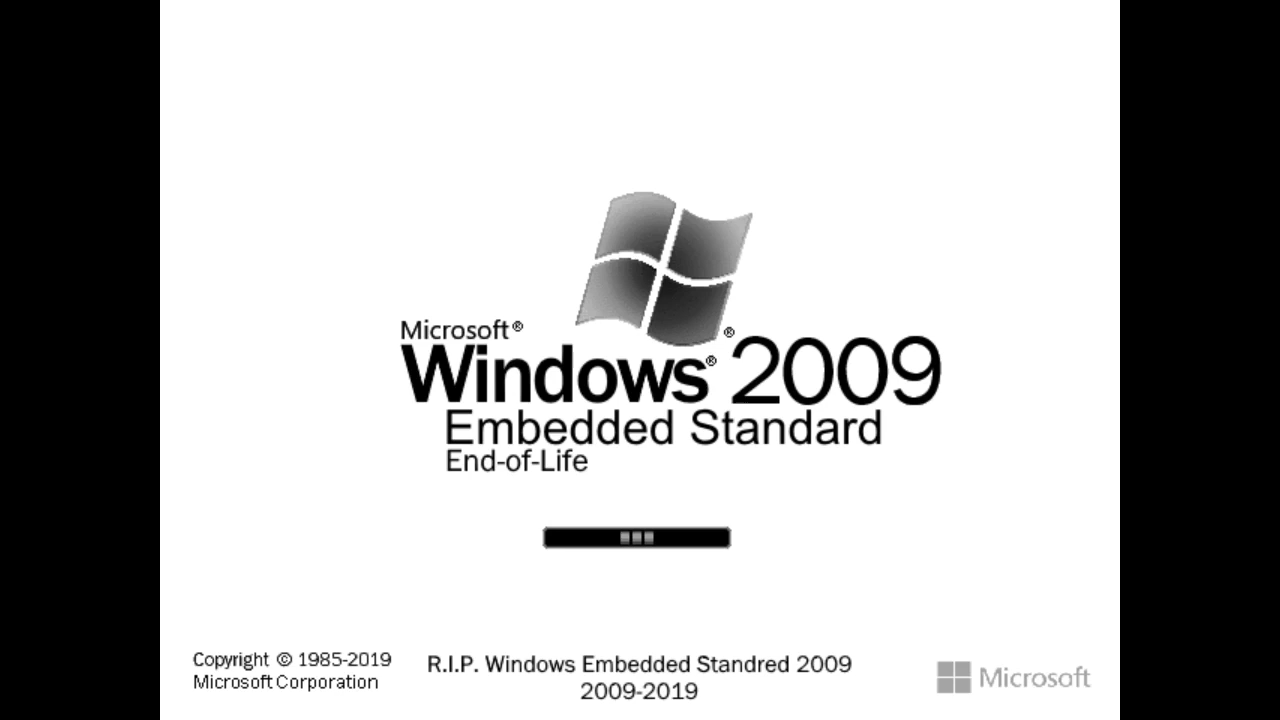 Microsoft®
Windows® 2009
®
Embedded Standard
End-of-Life
Copyright © 1985-2019
Microsoft Corporation
R.I.P. Windows Embedded Standred 2009
2009-2019
Microsoft